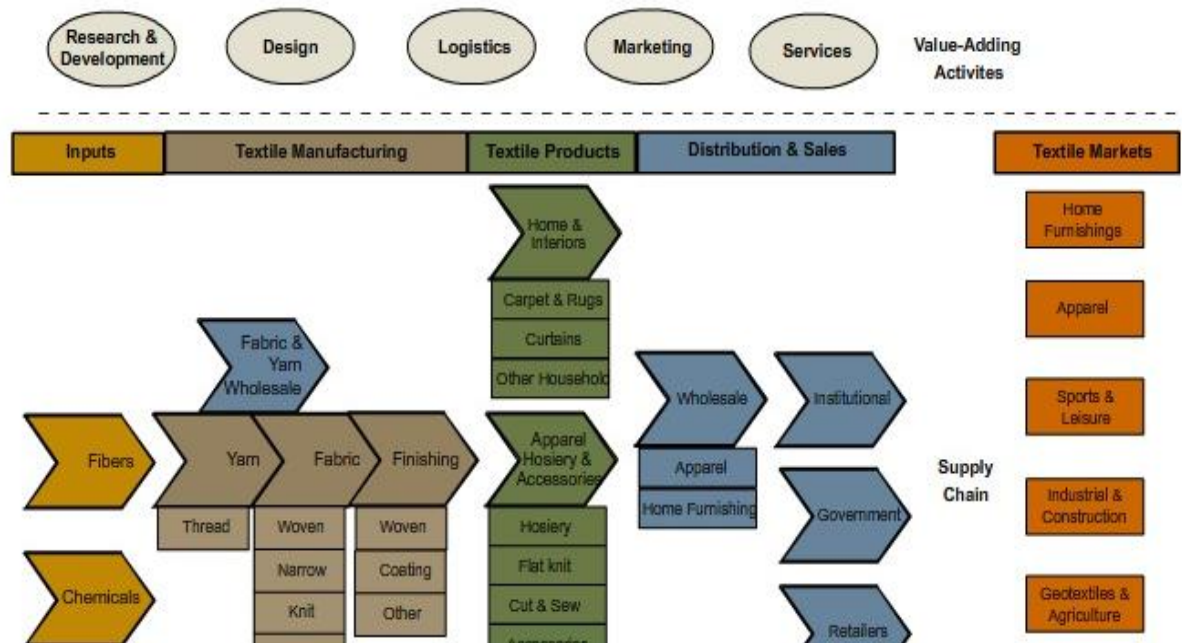 Research &
Development
Design
Logistics
Marketing
Services
Value-Adding
Activites
Inputs
Textile Manufacturing
Textile Products
Distribution & Sales
Textile Markets
Home &
Interiors
Carpet & Rugs
Curtains
Other Household
Fabric &
Yarn
Wholesale
Fibers
Yarn
Fabric
Finishing
Apparel
Hosiery &
Accessories
Wholesale
Institutional
Apparel
Home Furnishing
Government
Thread
Woven
Narrow
Knit
Woven
Coating
Other
Hosiery
Flat knit
Cut & Sew
Accessories
Chemicals
Retailers
Supply
Chain
Home
Furnishings
Apparel
Sports &
Leisure
Industrial &
Construction
Geotextiles &
Agriculture